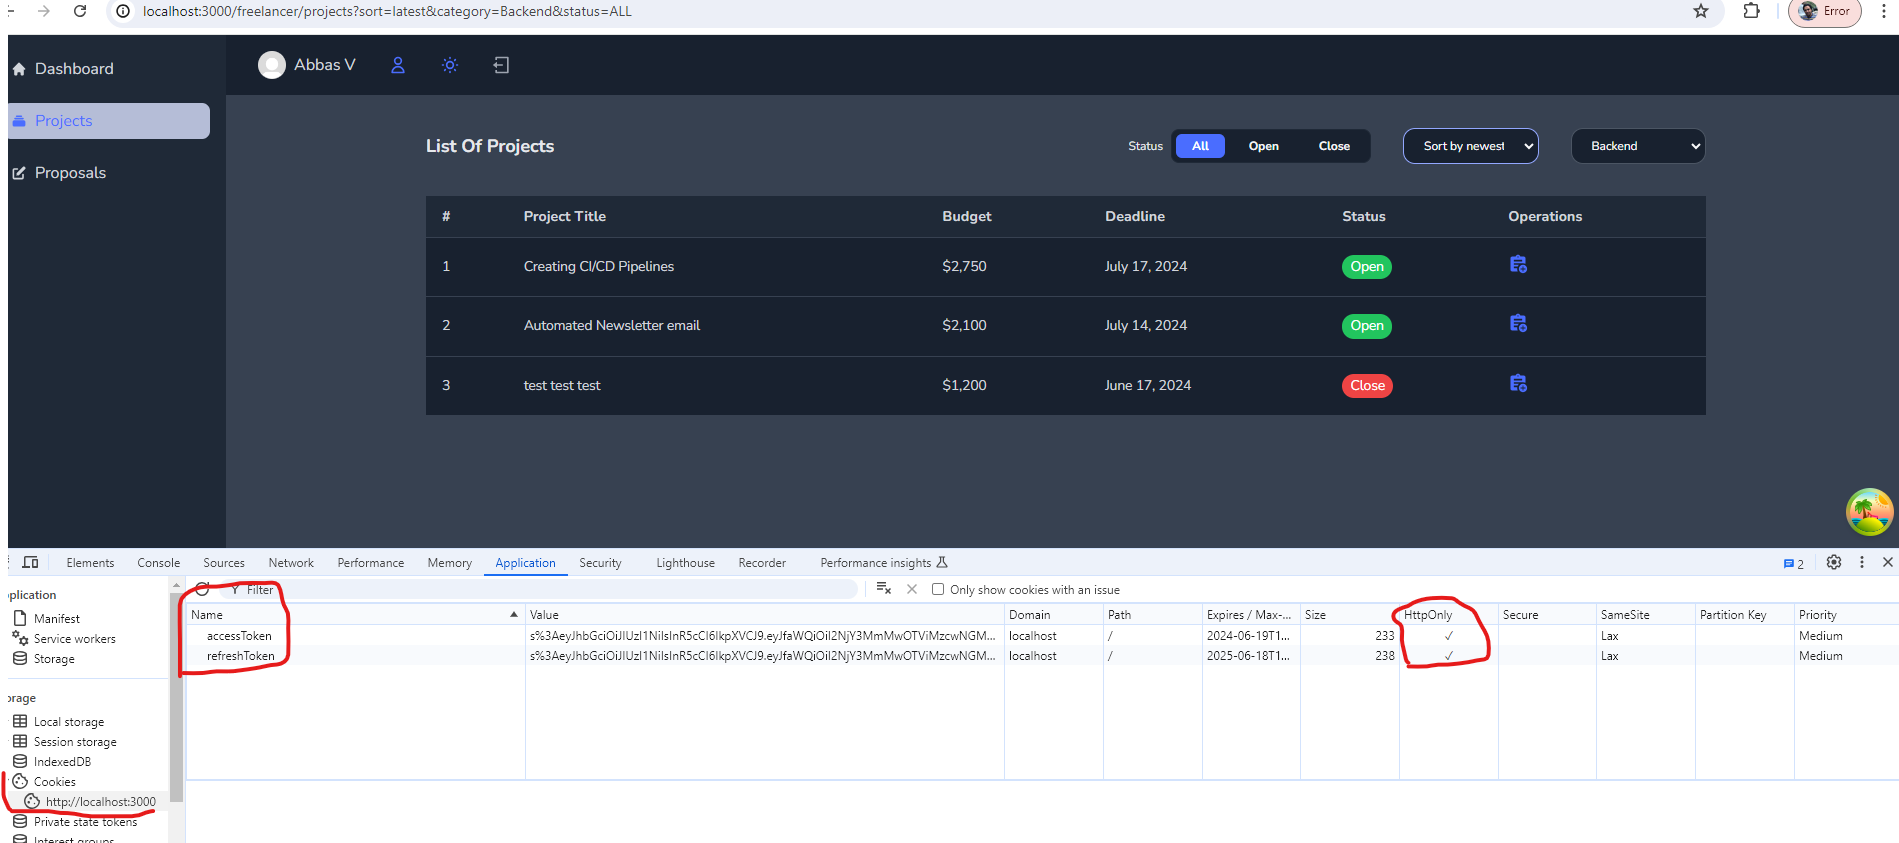 localhost:3000/freelancer/projects?sort=latest&category=Backend&status=ALL
Error
Dashboard
Projects
Proposals
Abbas V
List Of Projects
Status All Open Close Sort by newest Backend
# Project Title Budget Deadline Status Operations
1 Creating CI/CD Pipelines $2,750 July 17, 2024 Open
2 Automated Newsletter email $2,100 July 14, 2024 Open
3 test test test $1,200 June 17, 2024 Close
Elements Console Sources Network Performance Memory Application Security Lighthouse Recorder Performance insights 2
pplication
Manifest
Service workers
Storage
orage
Local storage
Session storage
IndexedDB
Cookies
http://localhost:3000
Private state tokens
Interest groups
Filter Only show cookies with an issue
Name Value Domain Path Expires / Max-... Size HttpOnly Secure SameSite Partition Key Priority
accessToken s%3AeyJhbGciOiJIUzI1NiIsInR5cCI6IkpXVCJ9.eyJfaWQiOiI2NjY3MmMwOTViMzcwNGM... localhost / 2024-06-19T1... 233 ✓ Lax Medium
refreshToken s%3AeyJhbGciOiJIUzI1NiIsInR5cCI6IkpXVCJ9.eyJfaWQiOiI2NjY3MmMwOTViMzcwNGM... localhost / 2025-06-18T1... 238 ✓ Lax Medium